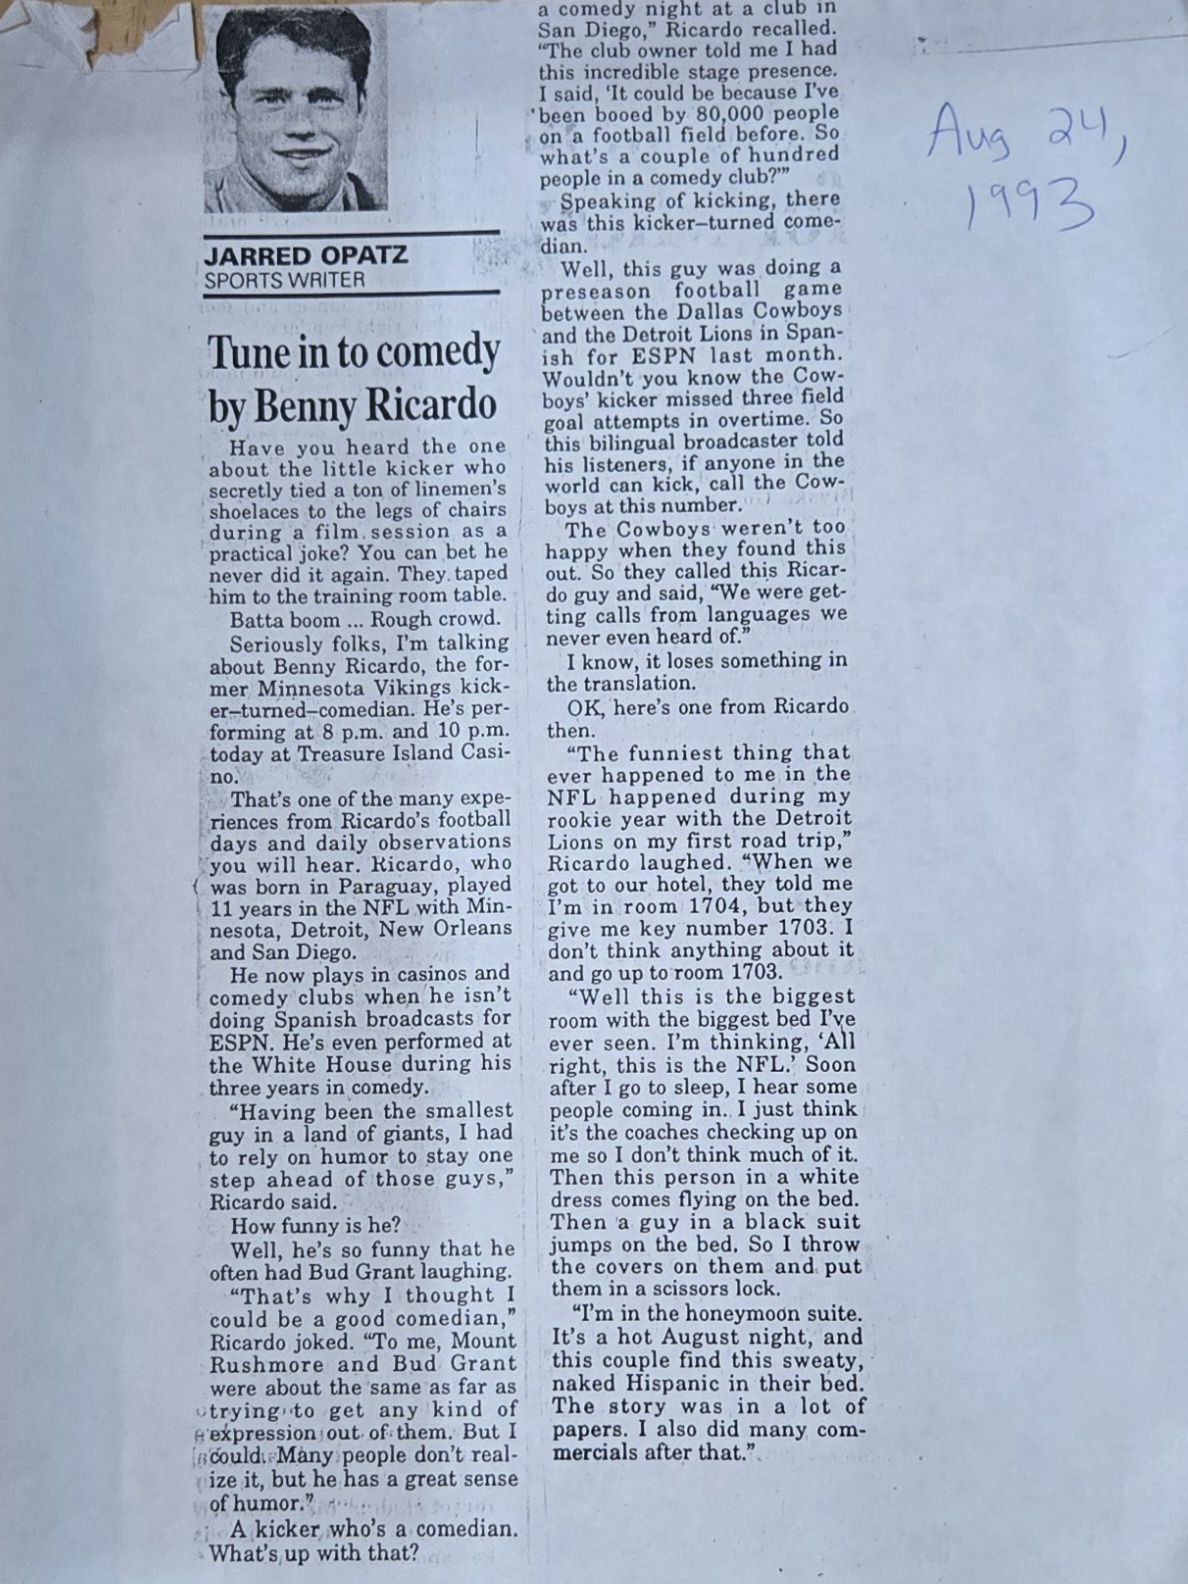 JARRED OPATZ
SPORTS WRITER
Tune in to comedy
by Benny Ricardo
Have you heard the one
about the little kicker who
secretly tied a ton of linemen's
shoelaces to the legs of chairs
during a film session as a
practical joke? You can bet he
never did it again. They taped
him to the training room table.
Batta boom ... Rough crowd.
Seriously folks, I'm talking
about Benny Ricardo, the for-
mer Minnesota Vikings kick-
er–turned–comedian. He's per-
forming at 8 p.m. and 10 p.m.
today at Treasure Island Casi-
no.
That's one of the many expe-
riences from Ricardo's football
days and daily observations
you will hear. Ricardo, who
was born in Paraguay, played
11 years in the NFL with Min-
nesota, Detroit, New Orleans
and San Diego.
He now plays in casinos and
comedy clubs when he isn't
doing Spanish broadcasts for
ESPN. He's even performed at
the White House during his
three years in comedy.
"Having been the smallest
guy in a land of giants, I had
to rely on humor to stay one
step ahead of those guys,"
Ricardo said.
How funny is he?
Well, he's so funny that he
often had Bud Grant laughing.
"That's why I thought I
could be a good comedian,"
Ricardo joked. "To me, Mount
Rushmore and Bud Grant
were about the same as far as
trying to get any kind of
expression out of them. But I
could. Many people don't real-
ize it, but he has a great sense
of humor."
A kicker who's a comedian.
What's up with that?
a comedy night at a club in
San Diego," Ricardo recalled.
"The club owner told me I had
this incredible stage presence.
I said, 'It could be because I've
been booed by 80,000 people
on a football field before. So
what's a couple of hundred
people in a comedy club?'"
Speaking of kicking, there
was this kicker–turned come-
dian.
Well, this guy was doing a
preseason football game
between the Dallas Cowboys
and the Detroit Lions in Span-
ish for ESPN last month.
Wouldn't you know the Cow-
boys' kicker missed three field
goal attempts in overtime. So
this bilingual broadcaster told
his listeners, if anyone in the
world can kick, call the Cow-
boys at this number.
The Cowboys weren't too
happy when they found this
out. So they called this Ricar-
do guy and said, "We were get-
ting calls from languages we
never even heard of."
I know, it loses something in
the translation.
OK, here's one from Ricardo
then.
"The funniest thing that
ever happened to me in the
NFL happened during my
rookie year with the Detroit
Lions on my first road trip,"
Ricardo laughed. "When we
got to our hotel, they told me
I'm in room 1704, but they
give me key number 1703. I
don't think anything about it
and go up to room 1703.
"Well this is the biggest
room with the biggest bed I've
ever seen. I'm thinking, 'All
right, this is the NFL.' Soon
after I go to sleep, I hear some
people coming in. I just think
it's the coaches checking up on
me so I don't think much of it.
Then this person in a white
dress comes flying on the bed.
Then a guy in a black suit
jumps on the bed. So I throw
the covers on them and put
them in a scissors lock.
"I'm in the honeymoon suite.
It's a hot August night, and
this couple find this sweaty,
naked Hispanic in their bed.
The story was in a lot of
papers. I also did many com-
mercials after that."
Aug 24,
1993